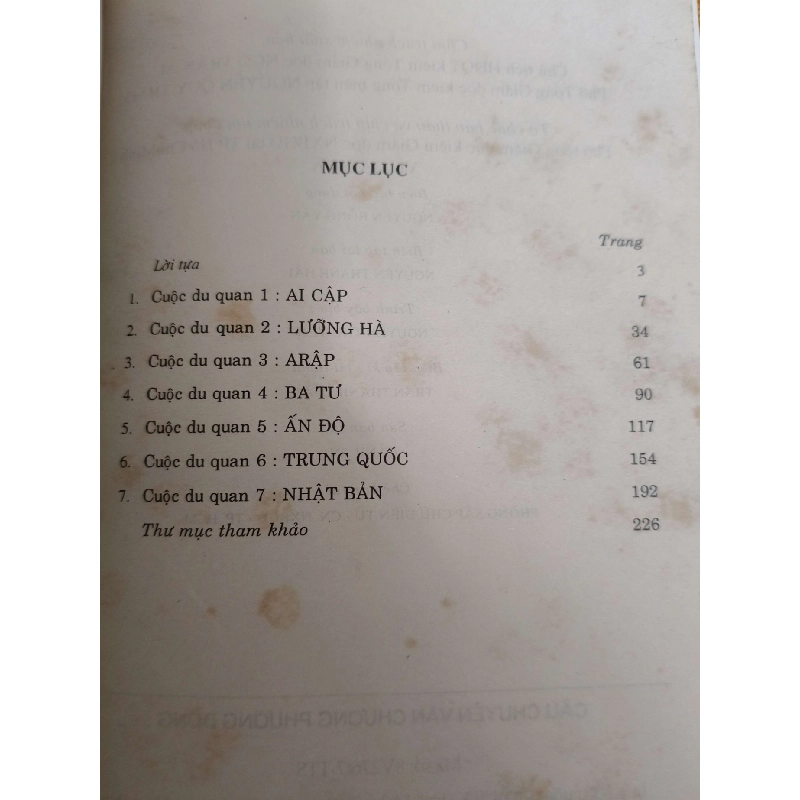 MỤC LỤC
Trang
Lời tựa 3
1. Cuộc du quan 1 : AI CẬP 7
2. Cuộc du quan 2 : LƯỠNG HÀ 34
3. Cuộc du quan 3 : ARẬP 61
4. Cuộc du quan 4 : BA TƯ 90
5. Cuộc du quan 5 : ẤN ĐỘ 117
6. Cuộc du quan 6 : TRUNG QUỐC 154
7. Cuộc du quan 7 : NHẬT BẢN 192
Thư mục tham khảo 226
CÂU CHUYỆN VĂN CHƯƠNG PHƯƠNG ĐÔNG